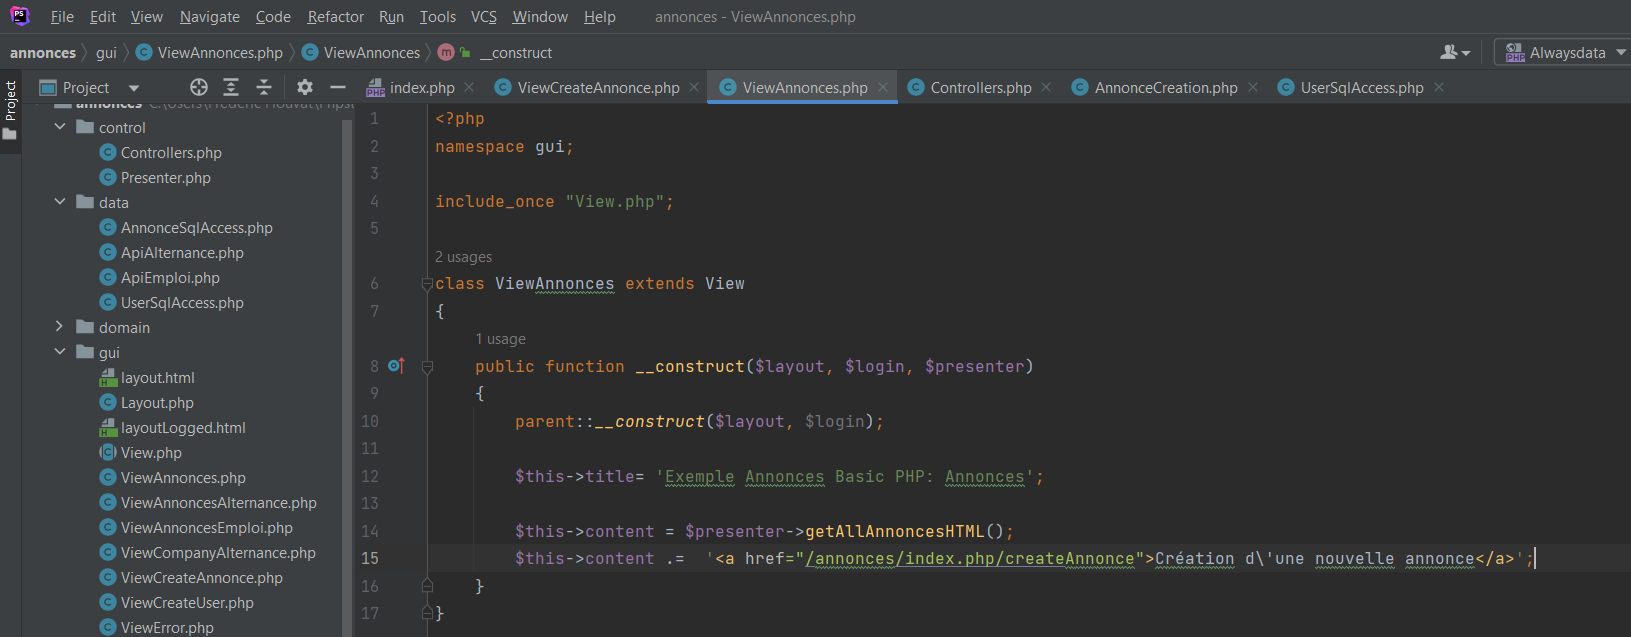 PS File Edit View Navigate Code Refactor Run Tools VCS Window Help annonces - ViewAnnonces.php
annonces gui ViewAnnonces.php ViewAnnonces m __construct Alwaysdata
Project index.php ViewCreateAnnonce.php ViewAnnonces.php Controllers.php AnnonceCreation.php UserSqlAccess.php
Project
annonces
control
Controllers.php
Presenter.php
data
AnnonceSqlAccess.php
ApiAlternance.php
ApiEmploi.php
UserSqlAccess.php
domain
gui
layout.html
Layout.php
layoutLogged.html
View.php
ViewAnnonces.php
ViewAnnoncesAlternance.php
ViewAnnoncesEmploi.php
ViewCompanyAlternance.php
ViewCreateAnnonce.php
ViewCreateUser.php
ViewError.php
1 <?php
2 namespace gui;
3
4 include_once "View.php";
5
2 usages
6 class ViewAnnonces extends View
7 {
1 usage
8 public function __construct($layout, $login, $presenter)
9 {
10 parent::__construct($layout, $login);
11
12 $this->title= 'Exemple Annonces Basic PHP: Annonces';
13
14 $this->content = $presenter->getAllAnnoncesHTML();
15 $this->content .=  '<a href="/annonces/index.php/createAnnonce">Création d\'une nouvelle annonce</a>';
16 }
17 }